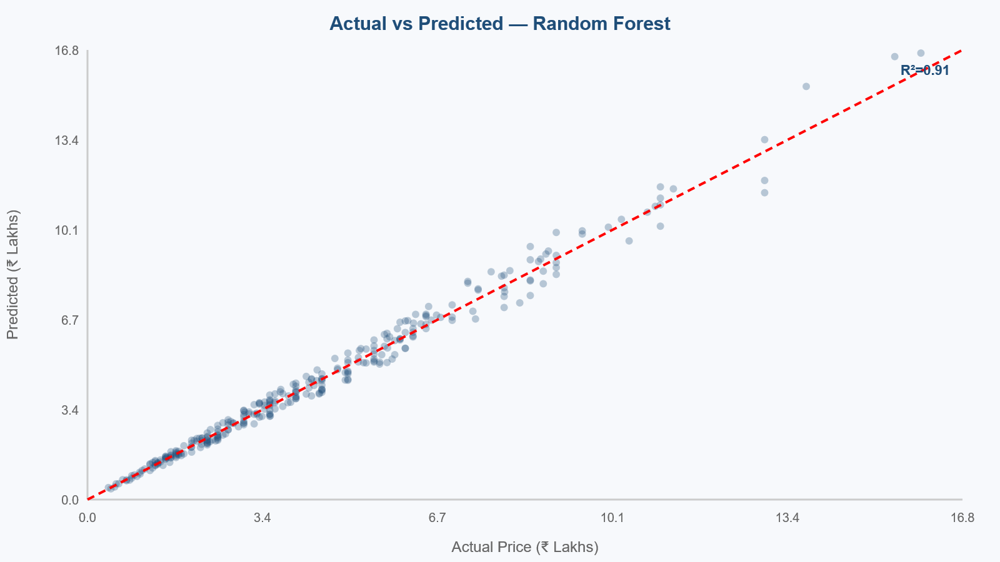 Actual vs Predicted — Random Forest
16.8
R²=0.91
13.4
10.1
6.7
3.4
0.0
Predicted (₹ Lakhs)
0.0 3.4 6.7 10.1 13.4 16.8
Actual Price (₹ Lakhs)